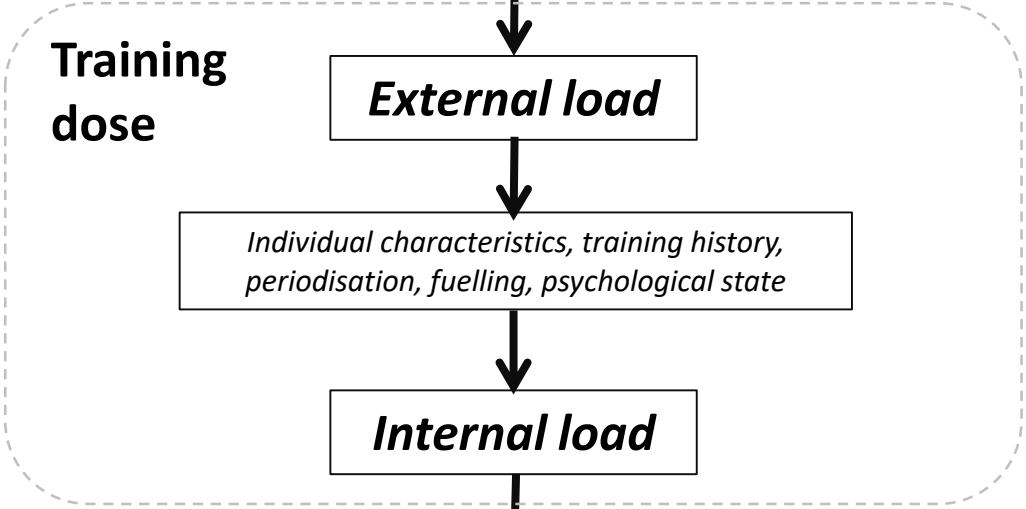 Training
dose
External load
Individual characteristics, training history,
periodisation, fuelling, psychological state
Internal load